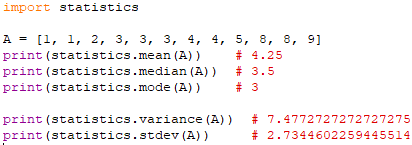 import statistics
A = [1, 1, 2, 3, 3, 3, 4, 4, 5, 8, 8, 9]
print(statistics.mean(A)) # 4.25
print(statistics.median(A)) # 3.5
print(statistics.mode(A)) # 3
print(statistics.variance(A)) # 7.4772727272727275
print(statistics.stdev(A)) # 2.7344602259445514